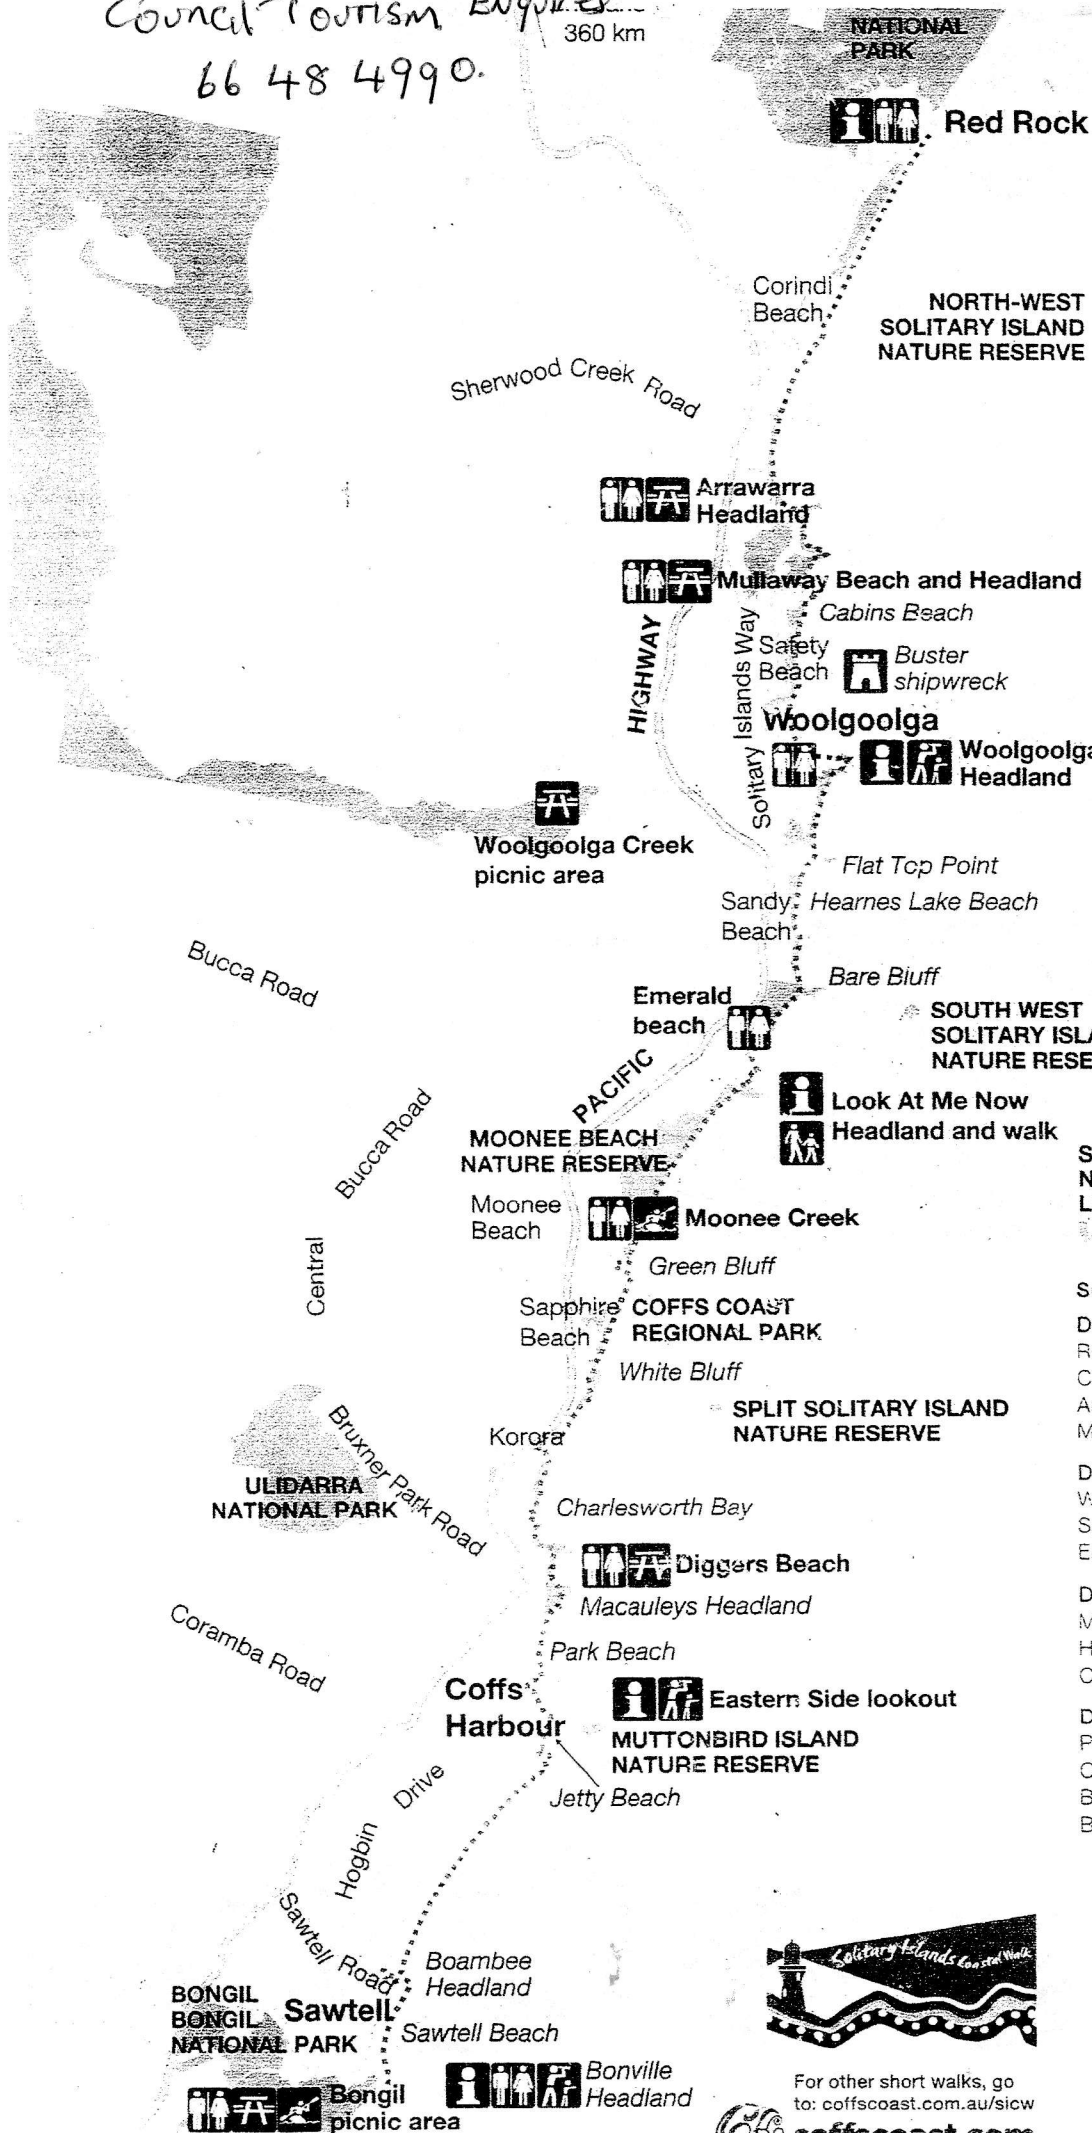 Council Tourism Enquiries
66 48 4990.
360 km
NATIONAL
PARK
Red Rock
Corindi
Beach
NORTH-WEST
SOLITARY ISLAND
NATURE RESERVE
Sherwood Creek Road
Arrawarra
Headland
Mullaway Beach and Headland
Cabins Beach
HIGHWAY
Solitary Islands Way
Safety
Beach
Buster
shipwreck
Woolgoolga
Woolgoolga
Headland
Woolgoolga Creek
picnic area
Flat Top Point
Sandy
Beach
Hearnes Lake Beach
Bucca Road
Bare Bluff
Emerald
beach
SOUTH WEST
SOLITARY ISLA
NATURE RESE
PACIFIC
Look At Me Now
Headland and walk
Bucca Road
MOONEE BEACH
NATURE RESERVE
Moonee
Beach
Moonee Creek
Central
Green Bluff
Sapphire
Beach
COFFS COAST
REGIONAL PARK
White Bluff
SPLIT SOLITARY ISLAND
NATURE RESERVE
Korora
Bruxner Park Road
ULIDARRA
NATIONAL PARK
Charlesworth Bay
Diggers Beach
Macauleys Headland
Coramba Road
Park Beach
Coffs
Harbour
Eastern Side lookout
MUTTONBIRD ISLAND
NATURE RESERVE
Jetty Beach
Hogbin Drive
Sawtell Road
Boambee
Headland
BONGIL
BONGIL
NATIONAL PARK
Sawtell
Sawtell Beach
Bonville
Headland
Bongil
picnic area
S
N
L
S
D
R
C
A
M
D
W
S
E
D
M
H
C
D
P
C
B
B
Solitary Islands Coastal Walk
For other short walks, go
to: coffscoast.com.au/sicw
coffscoast.com